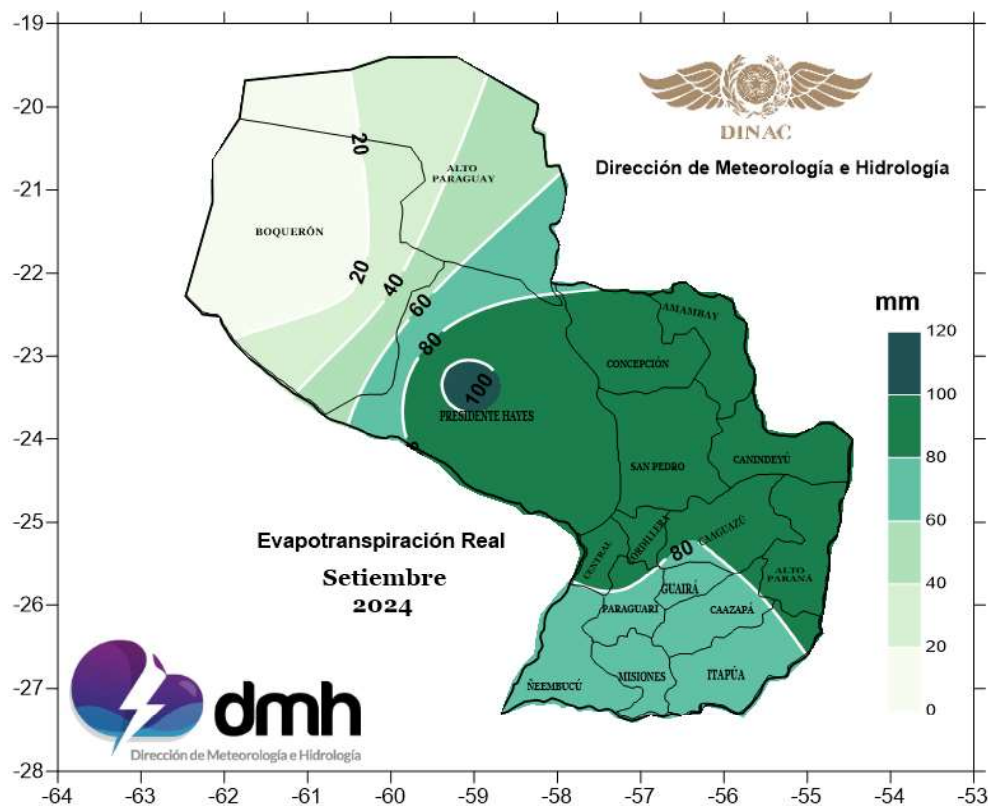 -19
-20
-21
-22
-23
-24
-25
-26
-27
-28
-64
-63
-62
-61
-60
-59
-58
-57
-56
-55
-54
-53
DINAC
Dirección de Meteorología e Hidrología
20
ALTO
PARAGUAY
BOQUERÓN
20
40
60
80
100
PRESIDENTE HAYES
AMAMBAY
CONCEPCIÓN
SAN PEDRO
CANINDEYÚ
CAAGUAZÚ
CENTRAL
80
ALTO
PARANÁ
GUAIRÁ
PARAGUARI
CAAZAPÁ
MISIONES
ITAPÚA
ÑEEMBUCÚ
mm
120
100
80
60
40
20
0
Evapotranspiración Real
Setiembre
2024
dmh
Dirección de Meteorología e Hidrología